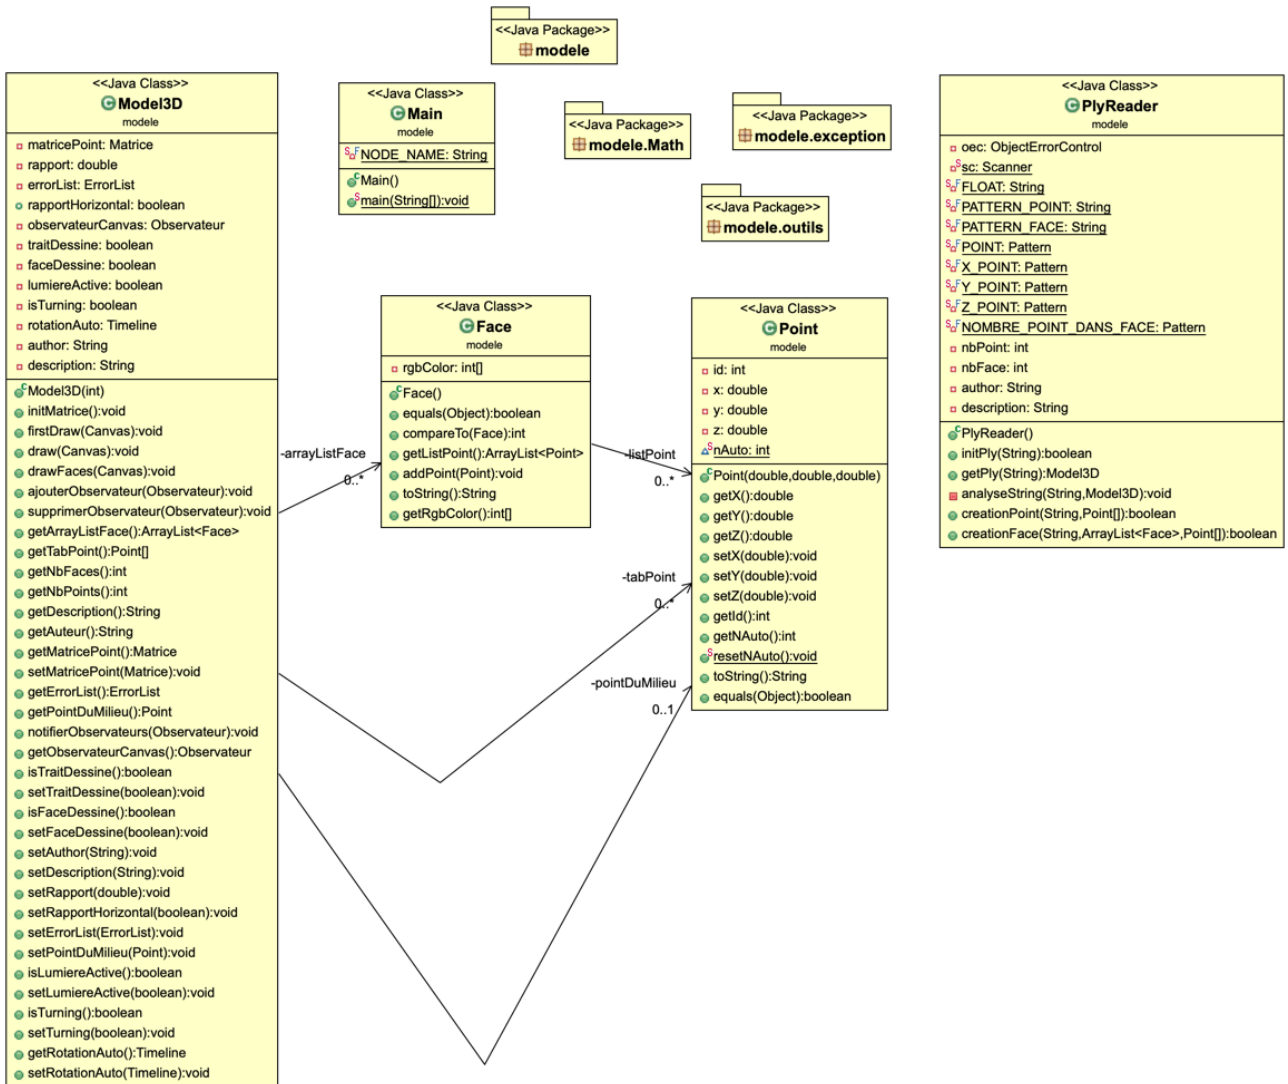 <<Java Package>>
modele
<<Java Class>>
Model3D
modele
matricePoint: Matrice
rapport: double
errorList: ErrorList
rapportHorizontal: boolean
observateurCanvas: Observateur
traitDessine: boolean
faceDessine: boolean
lumiereActive: boolean
isTurning: boolean
rotationAuto: Timeline
author: String
description: String
Model3D(int)
initMatrice():void
firstDraw(Canvas):void
draw(Canvas):void
drawFaces(Canvas):void
ajouterObservateur(Observateur):void
supprimerObservateur(Observateur):void
getArrayListFace():ArrayList<Face>
getTabPoint():Point[]
getNbFaces():int
getNbPoints():int
getDescription():String
getAuteur():String
getMatricePoint():Matrice
setMatricePoint(Matrice):void
getErrorList():ErrorList
getPointDuMilieu():Point
notifierObservateurs(Observateur):void
getObservateurCanvas():Observateur
isTraitDessine():boolean
setTraitDessine(boolean):void
isFaceDessine():boolean
setFaceDessine(boolean):void
setAuthor(String):void
setDescription(String):void
setRapport(double):void
setRapportHorizontal(boolean):void
setErrorList(ErrorList):void
setPointDuMilieu(Point):void
isLumiereActive():boolean
setLumiereActive(boolean):void
isTurning():boolean
setTurning(boolean):void
getRotationAuto():Timeline
setRotationAuto(Timeline):void
<<Java Class>>
Main
modele
NODE_NAME: String
Main()
main(String[]):void
<<Java Package>>
modele.Math
<<Java Package>>
modele.exception
<<Java Package>>
modele.outils
-arrayListFace
0..*
<<Java Class>>
Face
modele
rgbColor: int[]
Face()
equals(Object):boolean
compareTo(Face):int
getListPoint():ArrayList<Point>
addPoint(Point):void
toString():String
getRgbColor():int[]
-listPoint
0..*
-tabPoint
0..*
-pointDuMilieu
0..1
<<Java Class>>
Point
modele
id: int
x: double
y: double
z: double
nAuto: int
Point(double,double,double)
getX():double
getY():double
getZ():double
setX(double):void
setY(double):void
setZ(double):void
getId():int
getNAuto():int
resetNAuto():void
toString():String
equals(Object):boolean
<<Java Class>>
PlyReader
modele
oec: ObjectErrorControl
sc: Scanner
FLOAT: String
PATTERN_POINT: String
PATTERN_FACE: String
POINT: Pattern
X_POINT: Pattern
Y_POINT: Pattern
Z_POINT: Pattern
NOMBRE_POINT_DANS_FACE: Pattern
nbPoint: int
nbFace: int
author: String
description: String
PlyReader()
initPly(String):boolean
getPly(String):Model3D
analyseString(String,Model3D):void
creationPoint(String,Point[]):boolean
creationFace(String,ArrayList<Face>,Point[]):boolean